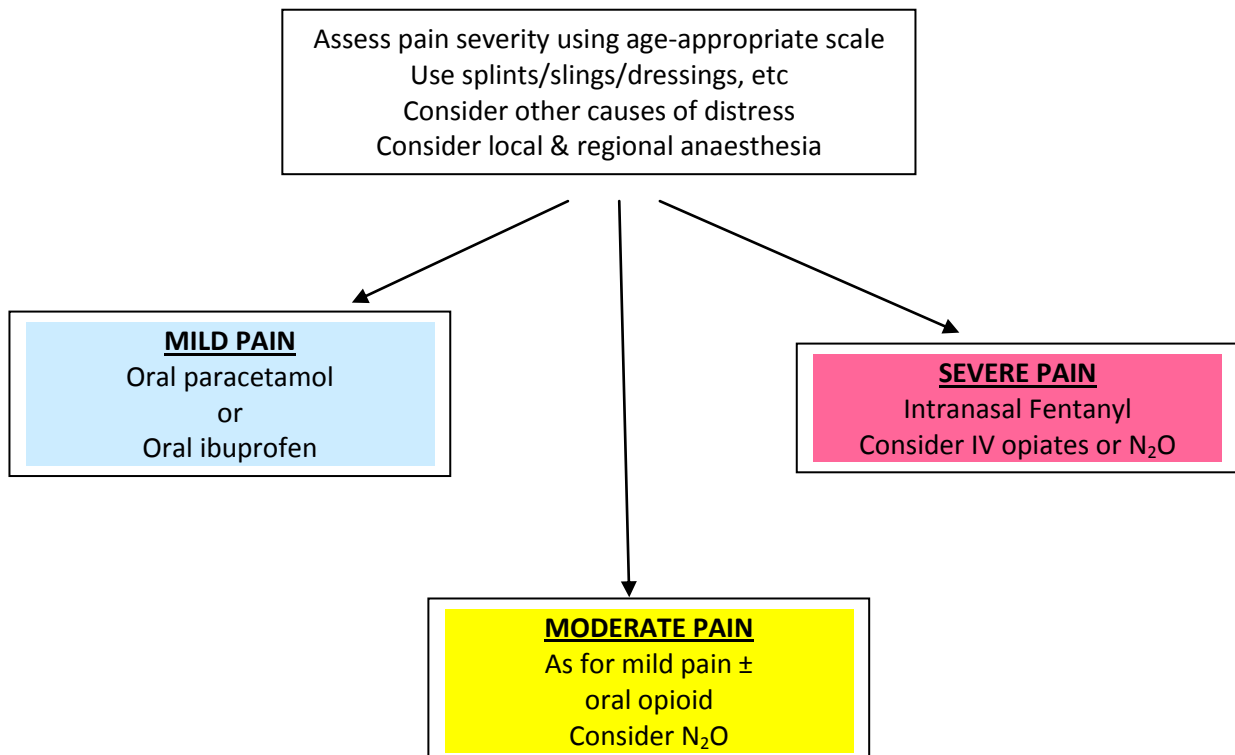 Assess pain severity using age-appropriate scale
Use splints/slings/dressings, etc
Consider other causes of distress
Consider local & regional anaesthesia
MILD PAIN
Oral paracetamol
or
Oral ibuprofen
SEVERE PAIN
Intranasal Fentanyl
Consider IV opiates or N₂O
MODERATE PAIN
As for mild pain ±
oral opioid
Consider N₂O